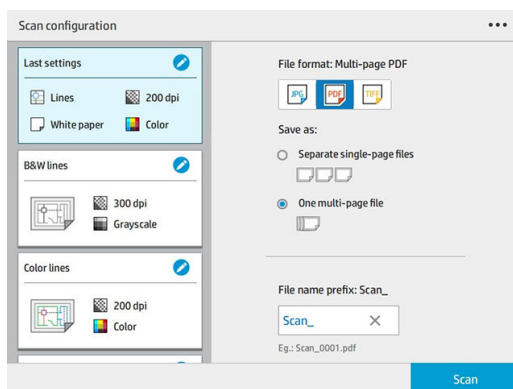 Scan configuration
Last settings
Lines
200 dpi
White paper
Color
B&W lines
300 dpi
Grayscale
Color lines
200 dpi
Color
File format: Multi-page PDF
JPG
PDF
TIFF
Save as:
Separate single-page files
One multi-page file
File name prefix: Scan_
Scan_
Eg.: Scan_0001.pdf
Scan